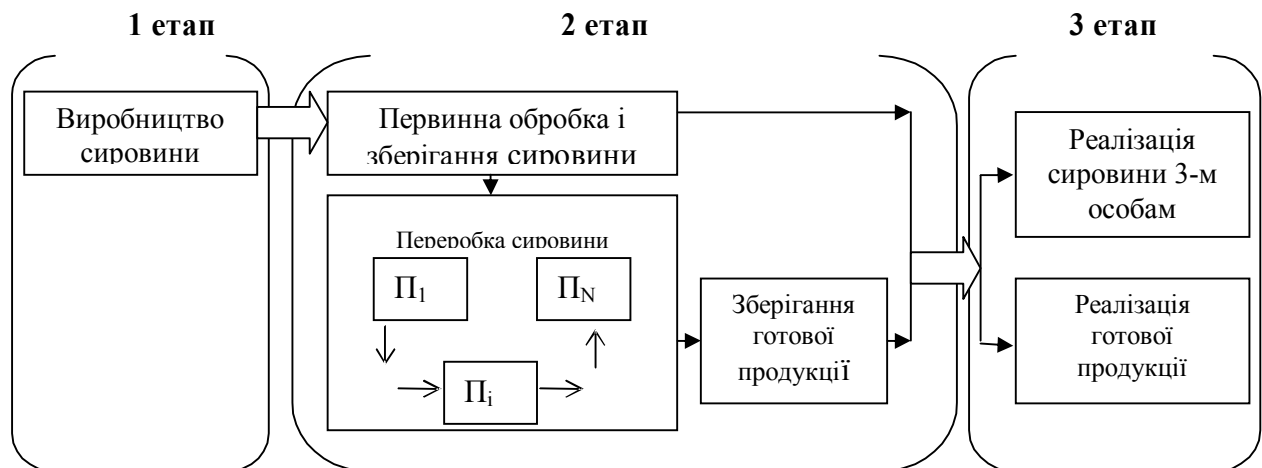 1 етап
2 етап
3 етап
Виробництво
сировини
Первинна обробка і
зберігання сировини
Переробка сировини
П1
ПN
Пi
Зберігання
готової
продукції
Реалізація
сировини 3-м
особам
Реалізація
готової
продукції